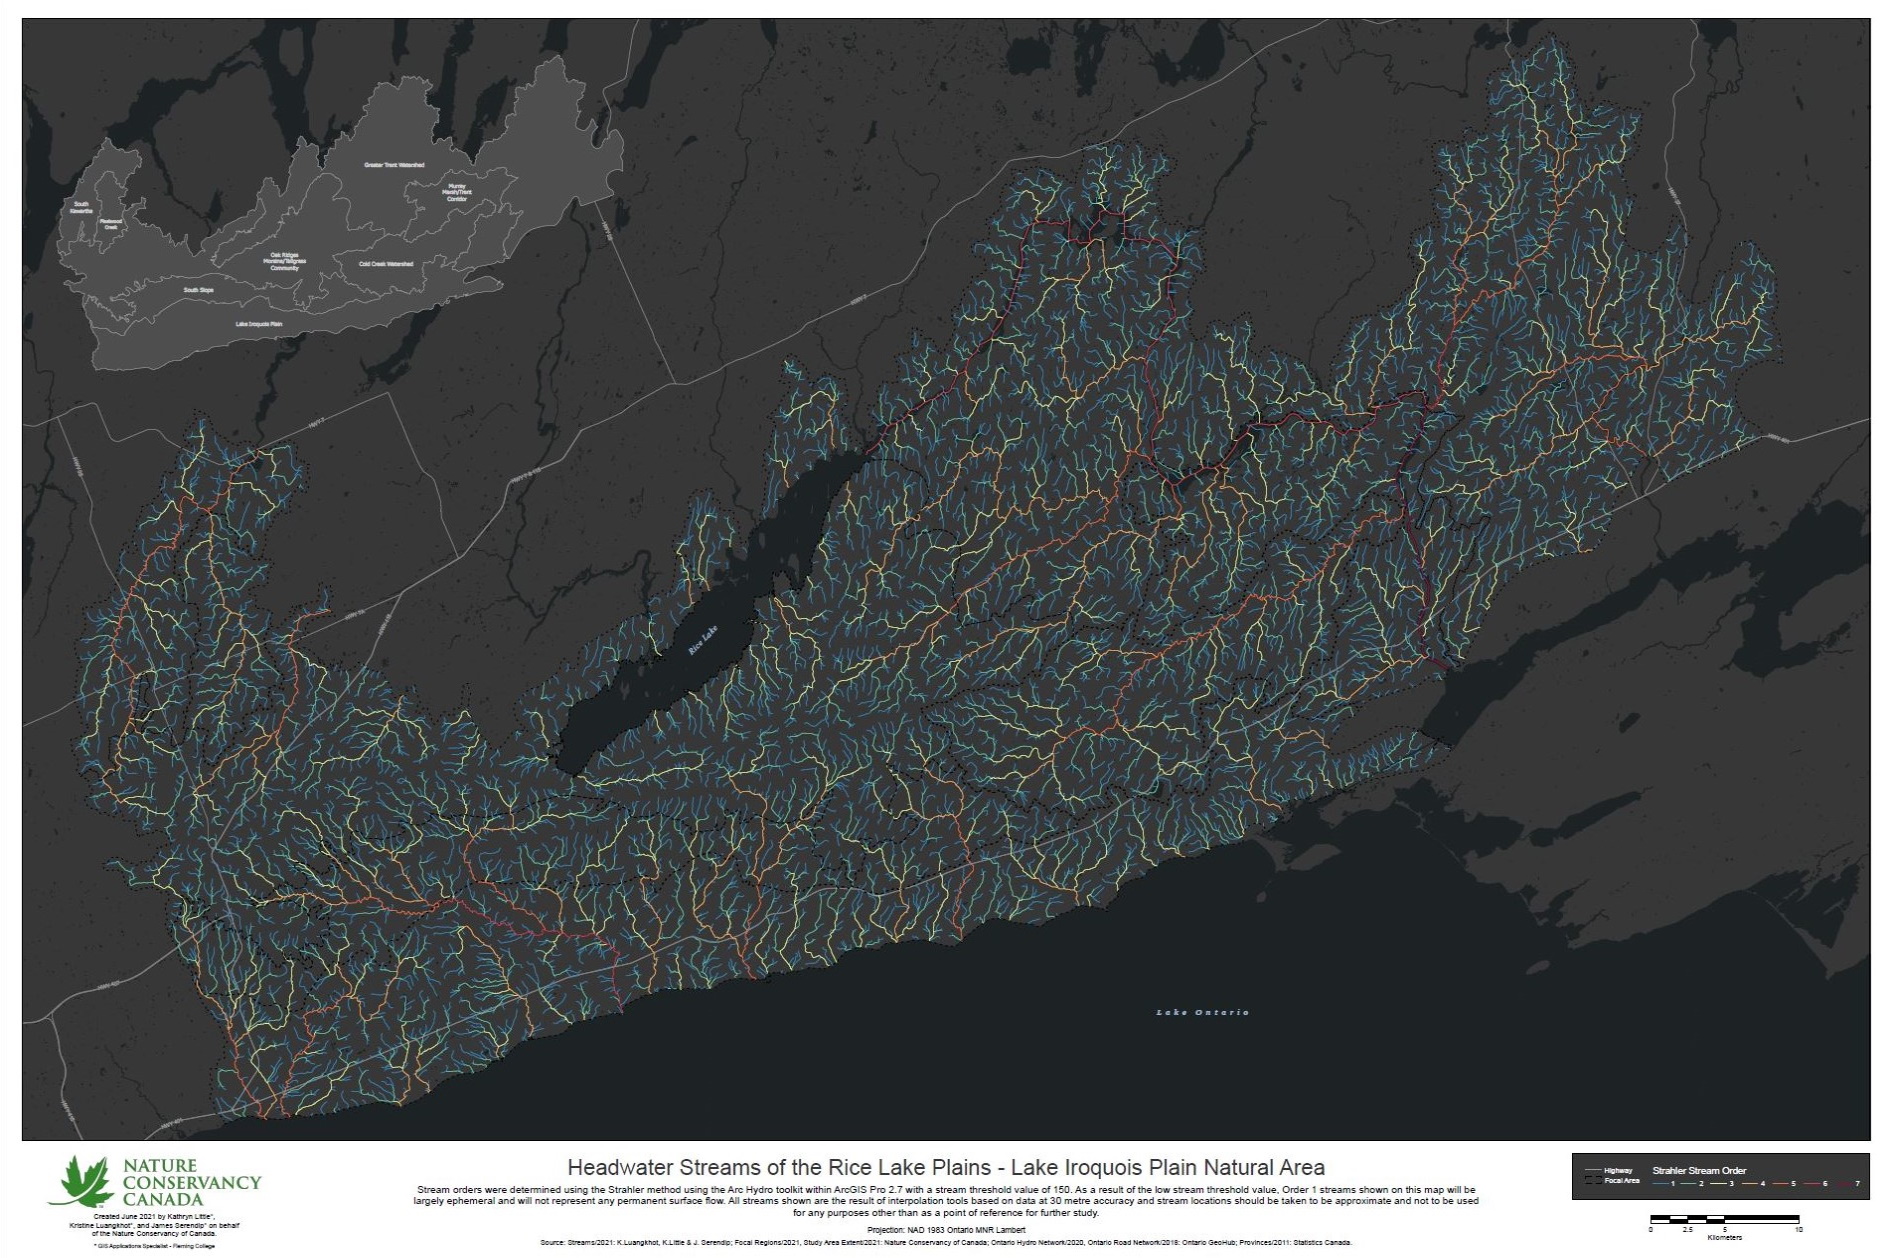 Greater Trent Watershed
Murray
Marsh/Trent
Corridor
South
Kawartha
Fleetwood
Creek
Oak Ridges
Moraine/Tallgrass
Community
Cold Creek Watershed
South Slope
Lake Iroquois Plain
HWY 7
HWY 7
Rice Lake
HWY 401
HWY 407
HWY 401
Lake Ontario
NATURE
CONSERVANCY
CANADA
Created June 2021 by Kathryn Little*,
Kristine Luangkhot*, and James Serendip* on behalf
of the Nature Conservancy of Canada.
* GIS Applications Specialist - Fleming College
Headwater Streams of the Rice Lake Plains - Lake Iroquois Plain Natural Area
Stream orders were determined using the Strahler method using the Arc Hydro toolkit within ArcGIS Pro 2.7 with a stream threshold value of 150. As a result of the low stream threshold value, Order 1 streams shown on this map will be
largely ephemeral and will not represent any permanent surface flow. All streams shown are the result of interpolation tools based on data at 30 metre accuracy and stream locations should be taken to be approximate and not to be used
for any purposes other than as a point of reference for further study.
Projection: NAD 1983 Ontario MNR Lambert
Source: Streams/2021: K.Luangkhot, K.Little & J. Serendip; Focal Regions/2021, Study Area Extent/2021: Nature Conservancy of Canada; Ontario Hydro Network/2020, Ontario Road Network/2018: Ontario GeoHub; Provinces/2011: Statistics Canada.
Highway
Focal Area
Strahler Stream Order
1 2 3 4 5 6 7
0 2.5 5 10
Kilometers